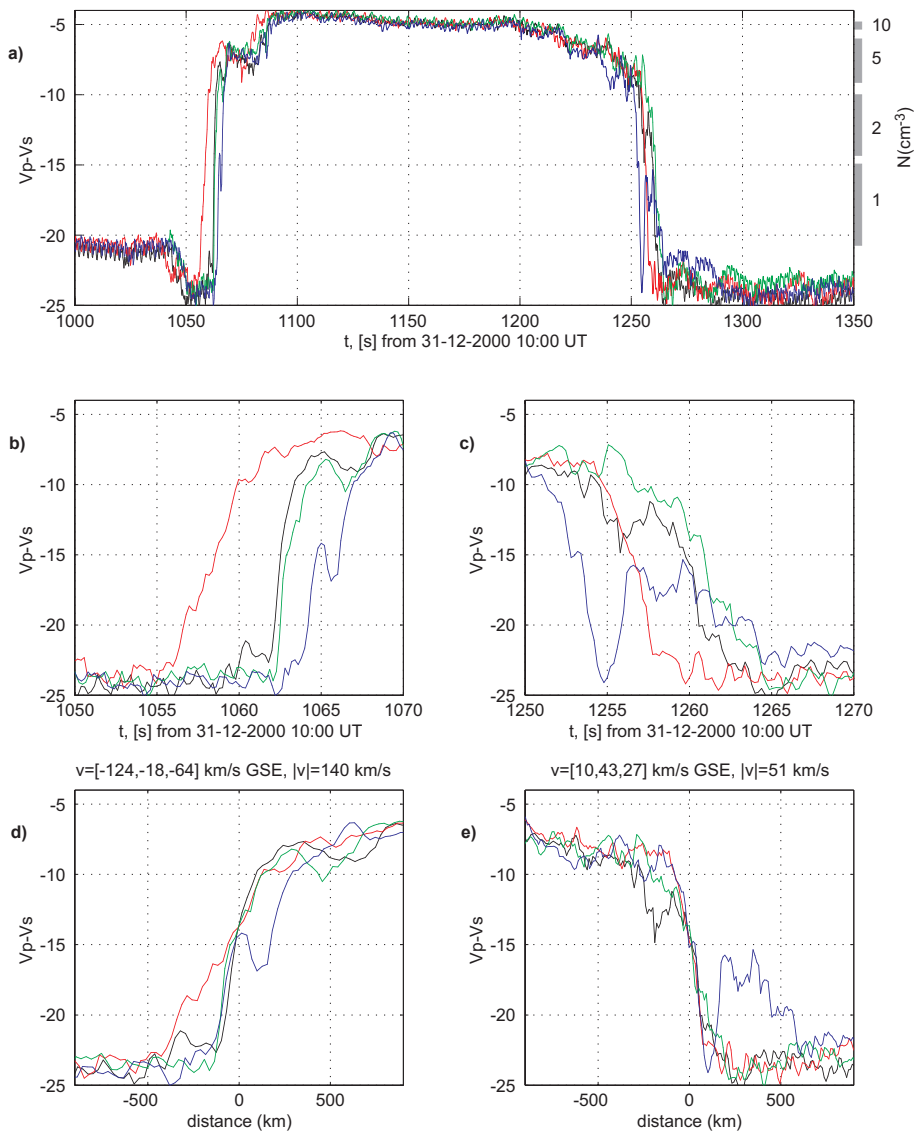 a)
Vp-Vs
-5
-10
-15
-20
-25
1000 1050 1100 1150 1200 1250 1300 1350
t, [s] from 31-12-2000 10:00 UT
10
5
2
1
N(cm-3)
b)
Vp-Vs
-5
-10
-15
-20
-25
1050 1055 1060 1065 1070
t, [s] from 31-12-2000 10:00 UT
c)
Vp-Vs
-5
-10
-15
-20
-25
1250 1255 1260 1265 1270
t, [s] from 31-12-2000 10:00 UT
v=[-124,-18,-64] km/s GSE, |v|=140 km/s
d)
Vp-Vs
-5
-10
-15
-20
-25
-500 0 500
distance (km)
v=[10,43,27] km/s GSE, |v|=51 km/s
e)
Vp-Vs
-5
-10
-15
-20
-25
-500 0 500
distance (km)